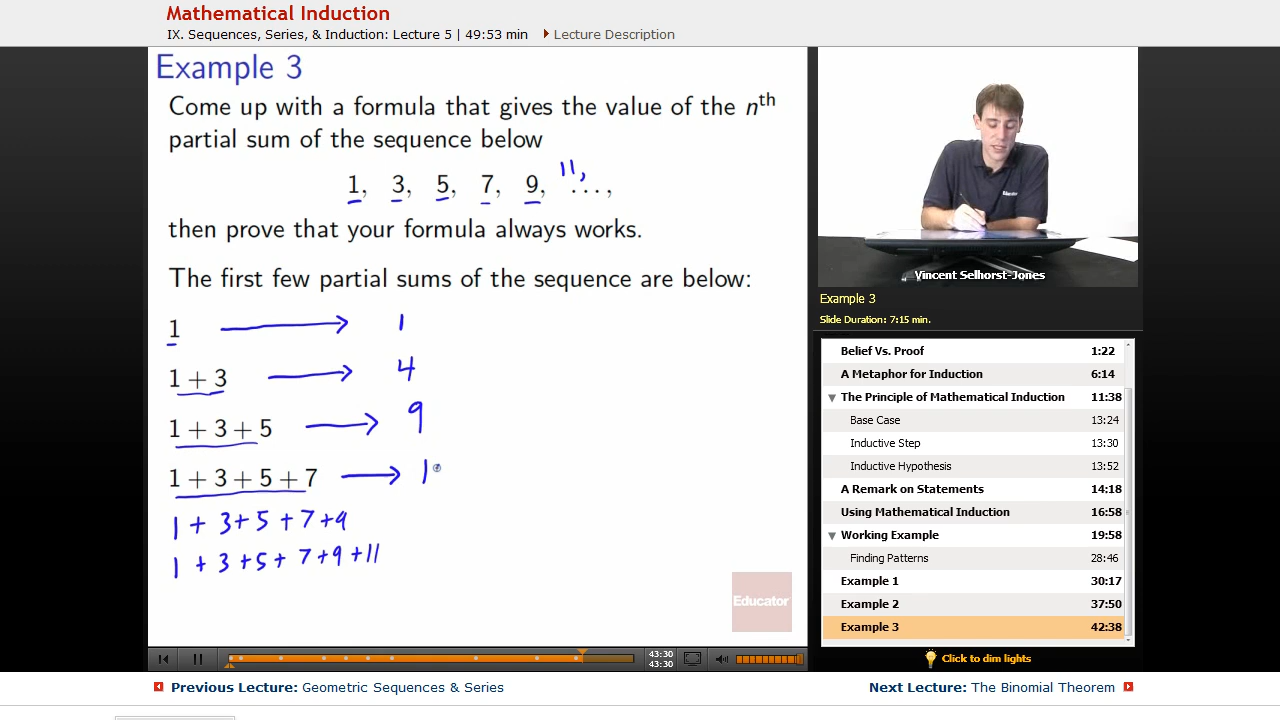 Mathematical Induction
IX. Sequences, Series, & Induction: Lecture 5 | 49:53 min Lecture Description
Example 3
Come up with a formula that gives the value of the nth
partial sum of the sequence below
11,
1, 3, 5, 7, 9, ...,
then prove that your formula always works.
The first few partial sums of the sequence are below:
1 → 1
1 + 3 → 4
1 + 3 + 5 → 9
1 + 3 + 5 + 7 → 1
1 + 3 + 5 + 7 + 9
1 + 3 + 5 + 7 + 9 + 11
Educator
Vincent Selhorst-Jones
Example 3
Slide Duration: 7:15 min.
Belief Vs. Proof 1:22
A Metaphor for Induction 6:14
The Principle of Mathematical Induction 11:38
Base Case 13:24
Inductive Step 13:30
Inductive Hypothesis 13:52
A Remark on Statements 14:18
Using Mathematical Induction 16:58
Working Example 19:58
Finding Patterns 28:46
Example 1 30:17
Example 2 37:50
Example 3 42:38
43:30
43:30
Click to dim lights
Previous Lecture: Geometric Sequences & Series
Next Lecture: The Binomial Theorem